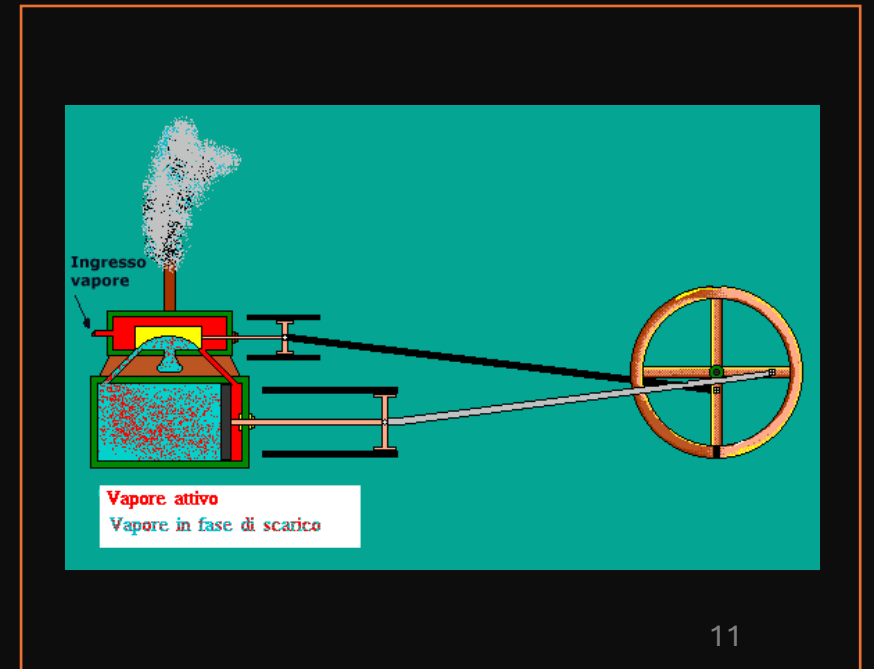 Ingresso
vapore
Vapore attivo
Vapore in fase di scarico
11